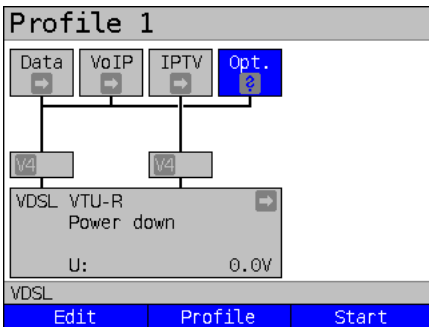 Profile 1
Data VoIP IPTV Opt.
?
V4 V4
VDSL VTU-R
Power down
U: 0.0V
VDSL
Edit Profile Start